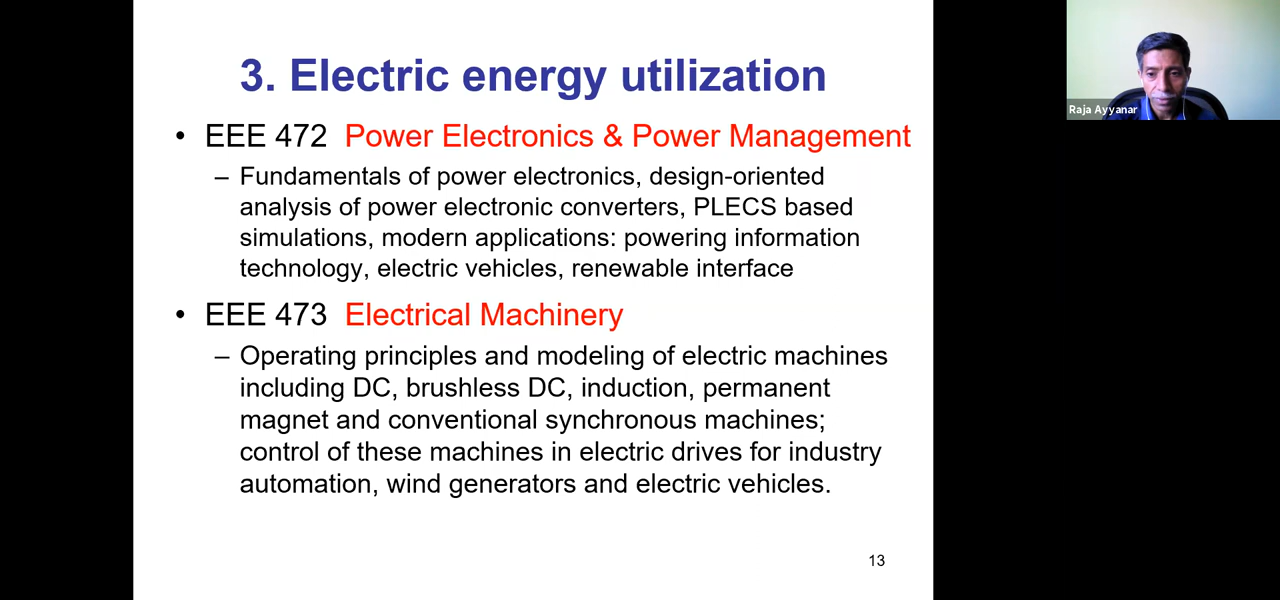 3. Electric energy utilization
• EEE 472 Power Electronics & Power Management
– Fundamentals of power electronics, design-oriented
analysis of power electronic converters, PLECS based
simulations, modern applications: powering information
technology, electric vehicles, renewable interface
• EEE 473 Electrical Machinery
– Operating principles and modeling of electric machines
including DC, brushless DC, induction, permanent
magnet and conventional synchronous machines;
control of these machines in electric drives for industry
automation, wind generators and electric vehicles.
13
Raja Ayyanar